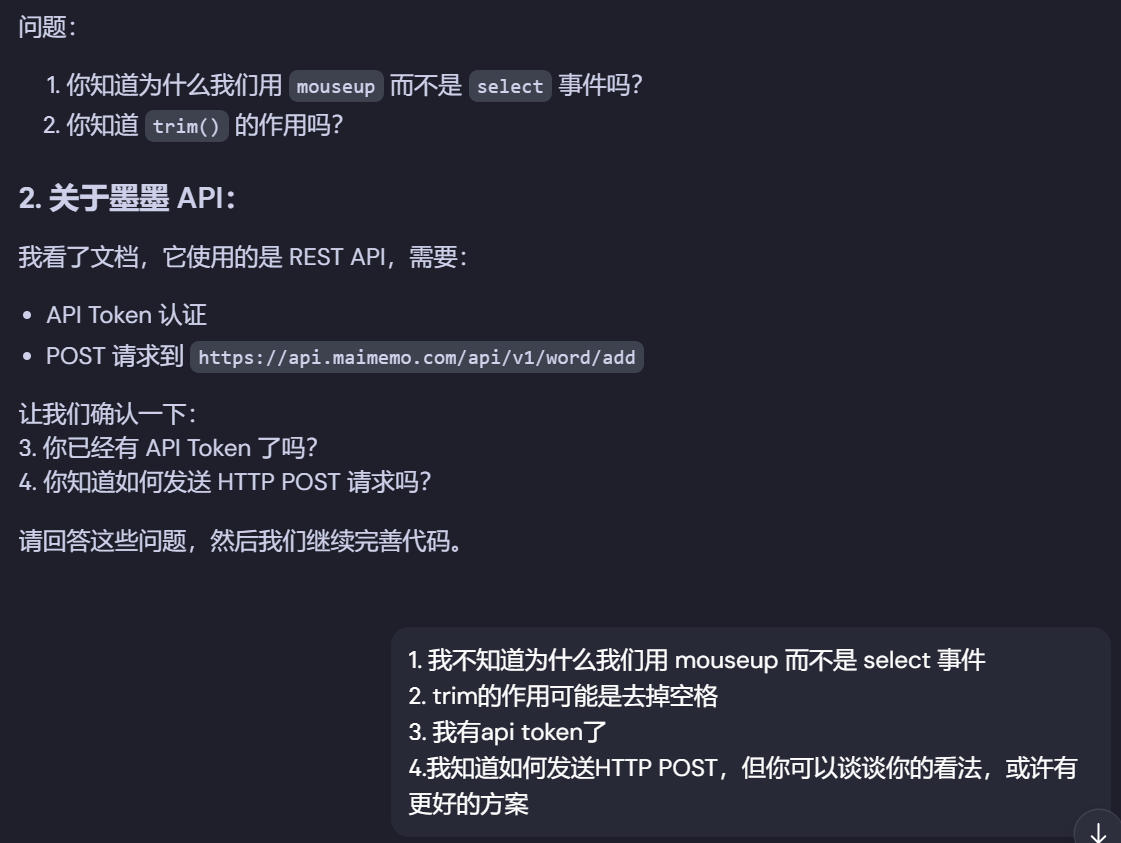 问题：
1. 你知道为什么我们用 mouseup 而不是 select 事件吗？
2. 你知道 trim() 的作用吗？
2. 关于墨墨 API：
我看了文档，它使用的是 REST API，需要：
• API Token 认证
• POST 请求到 https://api.maimemo.com/api/v1/word/add
让我们确认一下：
3. 你已经有 API Token 了吗？
4. 你知道如何发送 HTTP POST 请求吗？
请回答这些问题，然后我们继续完善代码。
1. 我不知道为什么我们用 mouseup 而不是 select 事件
2. trim的作用可能是去掉空格
3. 我有api token了
4.我知道如何发送HTTP POST，但你可以谈谈你的看法，或许有
更好的方案